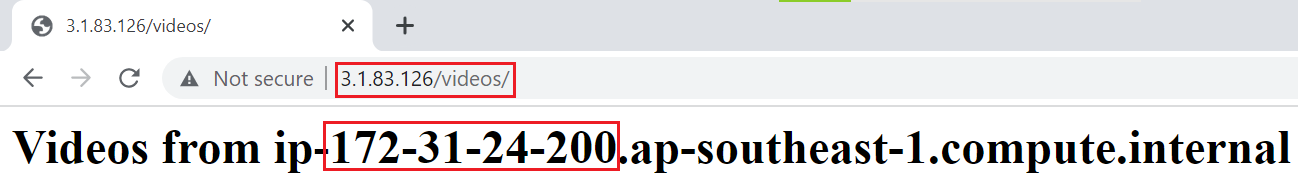 3.1.83.126/videos/
Not secure
3.1.83.126/videos/
Videos from ip-172-31-24-200.ap-southeast-1.compute.internal